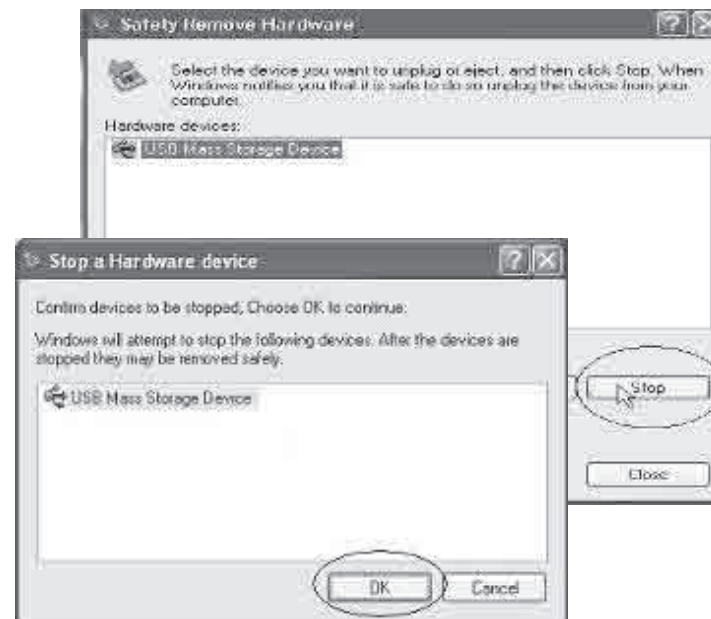 Safety Remove Hardware
Select the device you want to unplug or eject, and then click Stop. When
Windows notifies you that it is safe to do so unplug the device from your
computer.
Hardware devices:
USB Mass Storage Device
Stop
Close
Stop a Hardware device
Confirm devices to be stopped, Choose OK to continue.
Windows will attempt to stop the following devices. After the devices are
stopped they may be removed safely.
USB Mass Storage Device
OK
Cancel